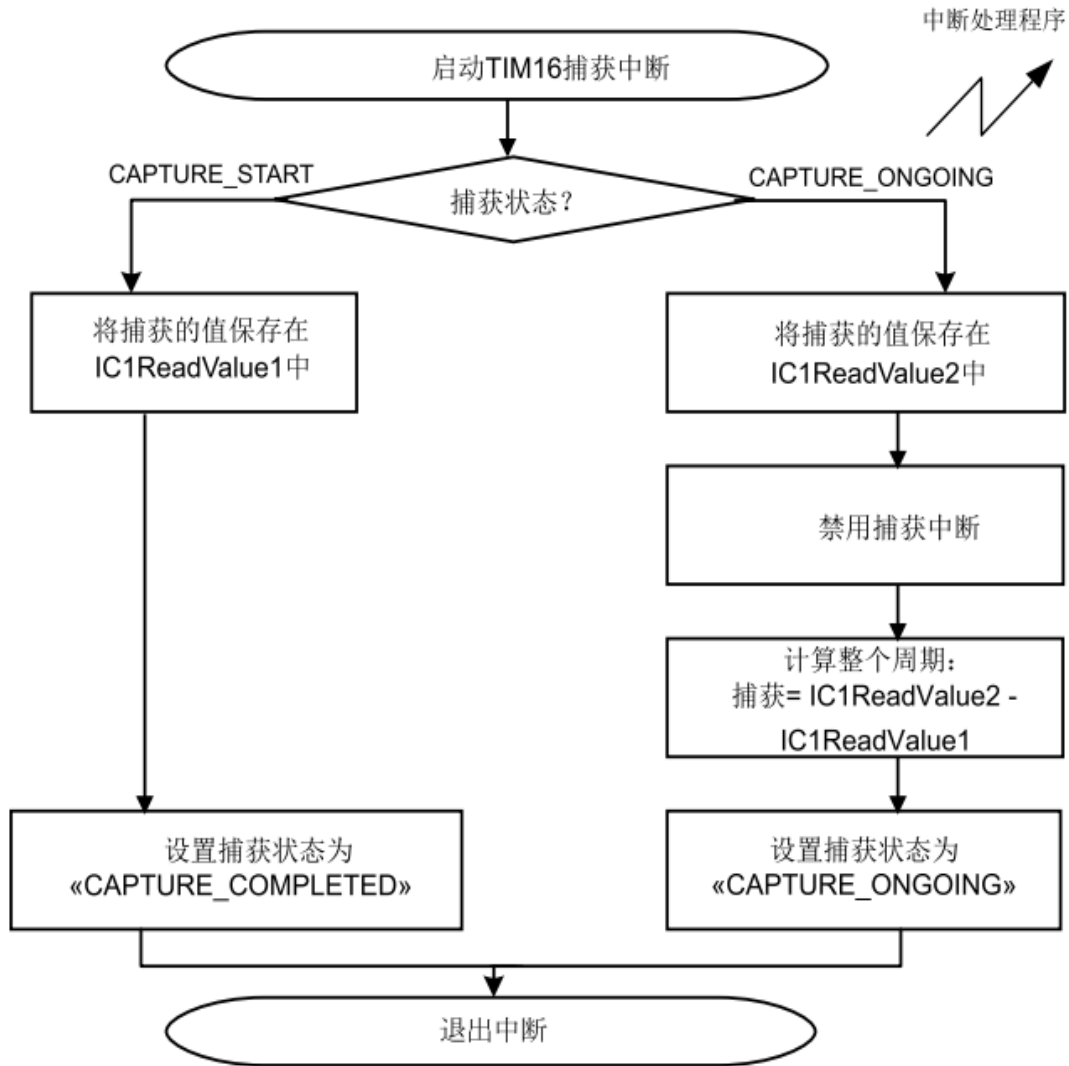 中断处理程序
启动TIM16捕获中断
CAPTURE_START
CAPTURE_ONGOING
捕获状态?
将捕获的值保存在
IC1ReadValue1中
将捕获的值保存在
IC1ReadValue2中
禁用捕获中断
计算整个周期:
捕获= IC1ReadValue2 -
IC1ReadValue1
设置捕获状态为
«CAPTURE_COMPLETED»
设置捕获状态为
«CAPTURE_ONGOING»
退出中断